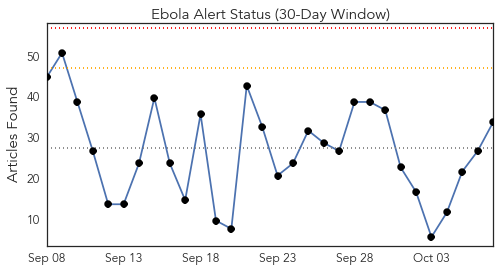 Ebola Alert Status (30-Day Window)
Articles Found
50
40
30
20
10
Sep 08 Sep 13 Sep 18 Sep 23 Sep 28 Oct 03